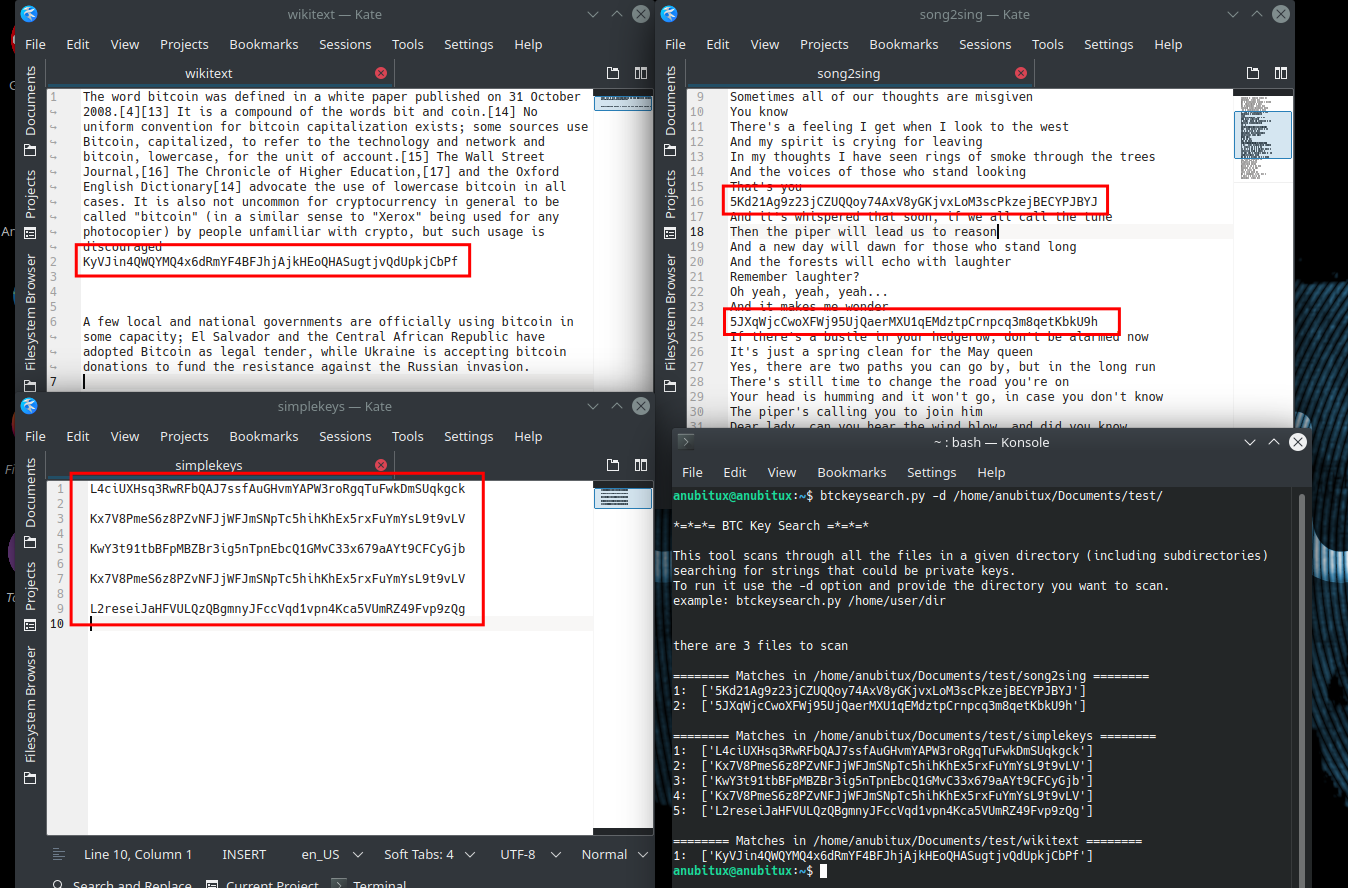 wikitext — Kate
File Edit View Projects Bookmarks Sessions Tools Settings Help
wikitext
Documents
Projects
Filesystem Browser
1 The word bitcoin was defined in a white paper published on 31 October
2008.[4][13] It is a compound of the words bit and coin.[14] No
uniform convention for bitcoin capitalization exists; some sources use
Bitcoin, capitalized, to refer to the technology and network and
bitcoin, lowercase, for the unit of account.[15] The Wall Street
Journal,[16] The Chronicle of Higher Education,[17] and the Oxford
English Dictionary[14] advocate the use of lowercase bitcoin in all
cases. It is also not uncommon for cryptocurrency in general to be
called "bitcoin" (in a similar sense to "Xerox" being used for any
photocopier) by people unfamiliar with crypto, but such usage is
discouraged
2 KyVJin4QWQYMQ4x6dRmYF4BFJhjAjkHEoQHASugtjvQdUpkjCbPf
3
4
5
6 A few local and national governments are officially using bitcoin in
some capacity; El Salvador and the Central African Republic have
adopted Bitcoin as legal tender, while Ukraine is accepting bitcoin
donations to fund the resistance against the Russian invasion.
7
song2sing — Kate
File Edit View Projects Bookmarks Sessions Tools Settings Help
song2sing
Documents
Projects
Filesystem Browser
9 Sometimes all of our thoughts are misgiven
10 You know
11 There's a feeling I get when I look to the west
12 And my spirit is crying for leaving
13 In my thoughts I have seen rings of smoke through the trees
14 And the voices of those who stand looking
15 That's you
16 5Kd21Ag9z23jCZUQQoy74AxV8yGKjvxLoM3scPkzejBECYPJBYJ
17 And it's whispered that soon, if we all call the tune
18 Then the piper will lead us to reason
19 And a new day will dawn for those who stand long
20 And the forests will echo with laughter
21 Remember laughter?
22 Oh yeah, yeah, yeah...
23 And it makes me wonder
24 5JXqWjcCwoXFWj95UjQaerMXU1qEMdztpCrnpcq3m8qetKbkU9h
25 If there's a bustle in your hedgerow, don't be alarmed now
26 It's just a spring clean for the May queen
27 Yes, there are two paths you can go by, but in the long run
28 There's still time to change the road you're on
29 Your head is humming and it won't go, in case you don't know
30 The piper's calling you to join him
31 Dear lady, can you hear the wind blow, and did you know
simplekeys — Kate
File Edit View Projects Bookmarks Sessions Tools Settings Help
simplekeys
Documents
Projects
Filesystem Browser
1 L4ciUXHsq3RwRFbQAJ7ssfAuGHvmYAPW3roRgqTuFwkDmSUqkgck
2
3 Kx7V8PmeS6z8PZvNFJjWFJmSNpTc5hihKhEx5rxFuYmYsL9t9vLV
4
5 KwY3t91tbBFpMBZBr3ig5nTpnEbcQ1GMvC33x679aAYt9CFCyGjb
6
7 Kx7V8PmeS6z8PZvNFJjWFJmSNpTc5hihKhEx5rxFuYmYsL9t9vLV
8
9 L2reseiJaHFVULQzQBgmnyJFccVqd1vpn4Kca5VUmRZ49Fvp9zQg
10
Line 10, Column 1 INSERT en_US Soft Tabs: 4 UTF-8 Normal
Search and Replace Current Project Terminal
~ : bash — Konsole
File Edit View Bookmarks Settings Help
anubitux@anubitux:~$ btckeysearch.py -d /home/anubitux/Documents/test/
*=*=*= BTC Key Search =*=*=*
This tool scans through all the files in a given directory (including subdirectories)
searching for strings that could be private keys.
To run it use the -d option and provide the directory you want to scan.
example: btckeysearch.py /home/user/dir
there are 3 files to scan
======== Matches in /home/anubitux/Documents/test/song2sing ========
1: ['5Kd21Ag9z23jCZUQQoy74AxV8yGKjvxLoM3scPkzejBECYPJBYJ']
2: ['5JXqWjcCwoXFWj95UjQaerMXU1qEMdztpCrnpcq3m8qetKbkU9h']
======== Matches in /home/anubitux/Documents/test/simplekeys ========
1: ['L4ciUXHsq3RwRFbQAJ7ssfAuGHvmYAPW3roRgqTuFwkDmSUqkgck']
2: ['Kx7V8PmeS6z8PZvNFJjWFJmSNpTc5hihKhEx5rxFuYmYsL9t9vLV']
3: ['KwY3t91tbBFpMBZBr3ig5nTpnEbcQ1GMvC33x679aAYt9CFCyGjb']
4: ['Kx7V8PmeS6z8PZvNFJjWFJmSNpTc5hihKhEx5rxFuYmYsL9t9vLV']
5: ['L2reseiJaHFVULQzQBgmnyJFccVqd1vpn4Kca5VUmRZ49Fvp9zQg']
======== Matches in /home/anubitux/Documents/test/wikitext ========
1: ['KyVJin4QWQYMQ4x6dRmYF4BFJhjAjkHEoQHASugtjvQdUpkjCbPf']
anubitux@anubitux:~$